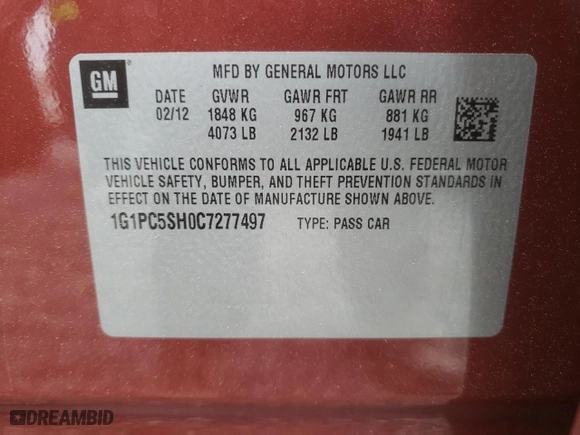 GM
MFD BY GENERAL MOTORS LLC
DATE GVWR GAWR FRT GAWR RR
02/12 1848 KG 967 KG 881 KG
4073 LB 2132 LB 1941 LB
THIS VEHICLE CONFORMS TO ALL APPLICABLE U.S. FEDERAL MOTOR
VEHICLE SAFETY, BUMPER, AND THEFT PREVENTION STANDARDS IN
EFFECT ON THE DATE OF MANUFACTURE SHOWN ABOVE.
1G1PC5SH0C7277497 TYPE: PASS CAR
DREAMBID